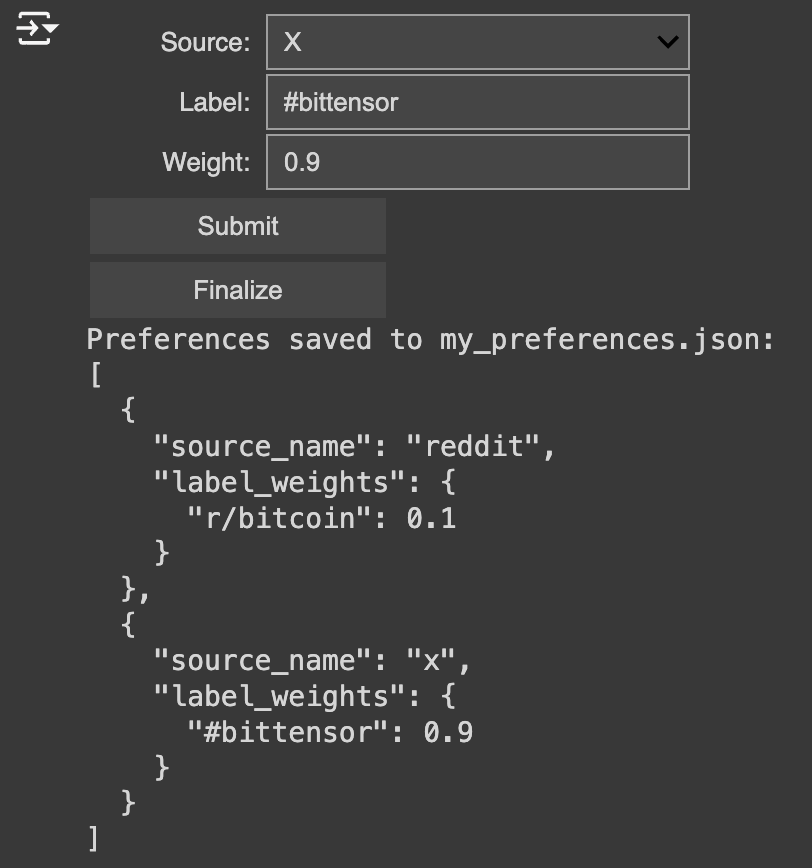 Source: X
Label: #bittensor
Weight: 0.9
Submit
Finalize
Preferences saved to my_preferences.json:
[
  {
    "source_name": "reddit",
    "label_weights": {
      "r/bitcoin": 0.1
    }
  },
  {
    "source_name": "x",
    "label_weights": {
      "#bittensor": 0.9
    }
  }
]